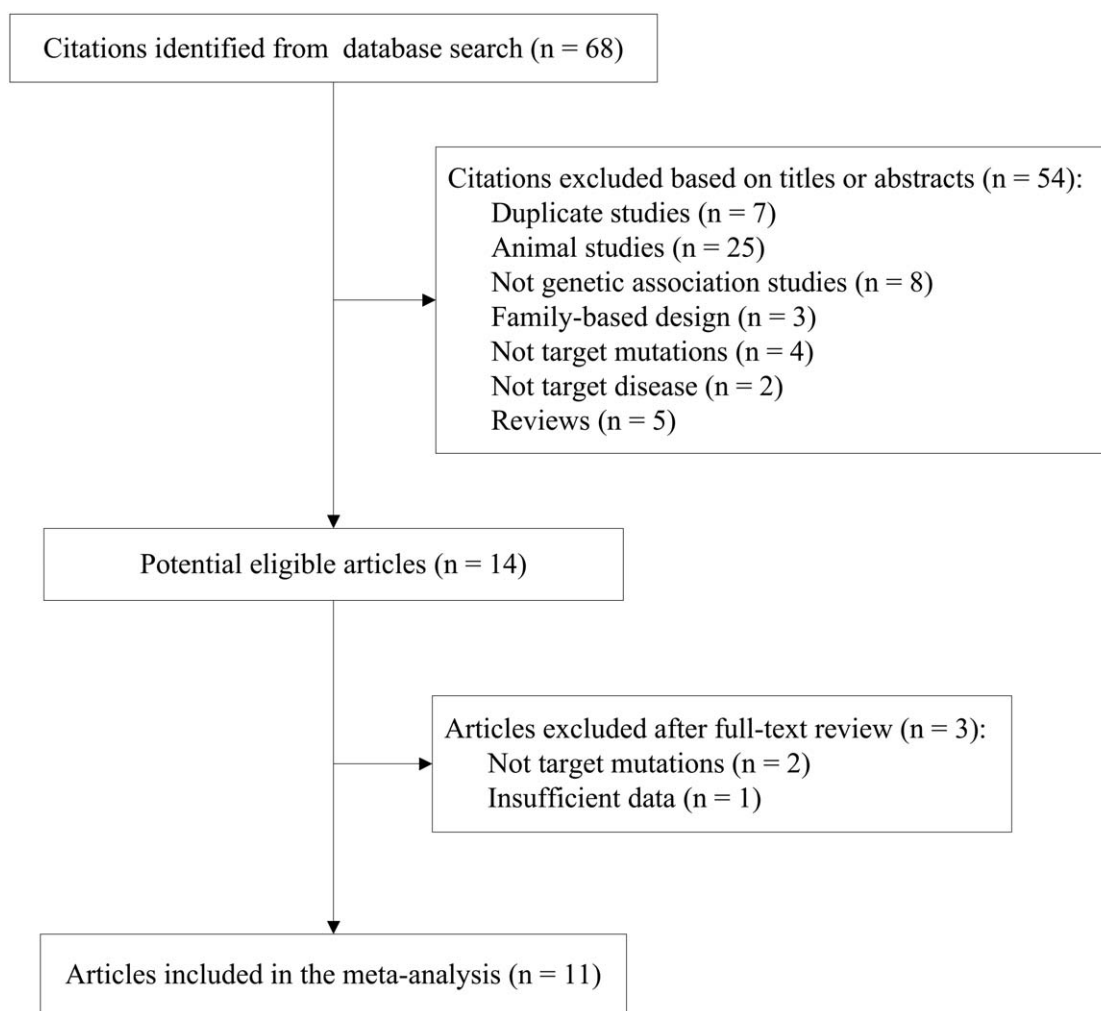 Citations identified from database search (n = 68)
Citations excluded based on titles or abstracts (n = 54):
Duplicate studies (n = 7)
Animal studies (n = 25)
Not genetic association studies (n = 8)
Family-based design (n = 3)
Not target mutations (n = 4)
Not target disease (n = 2)
Reviews (n = 5)
Potential eligible articles (n = 14)
Articles excluded after full-text review (n = 3):
Not target mutations (n = 2)
Insufficient data (n = 1)
Articles included in the meta-analysis (n = 11)